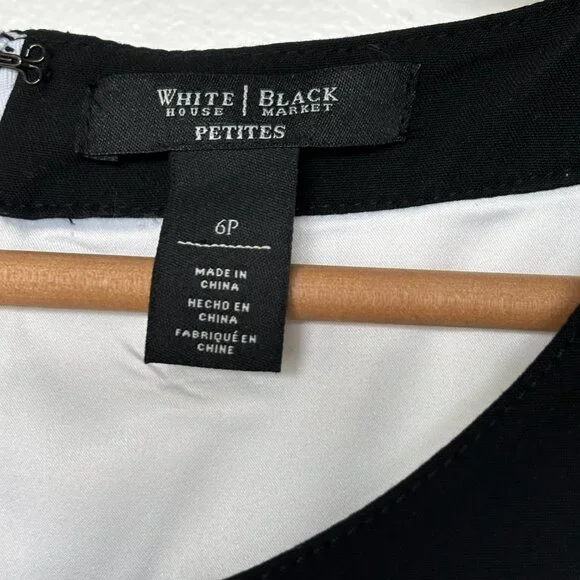 WHITE | BLACK
HOUSE | MARKET
PETITES
6P
MADE IN
CHINA
HECHO EN
CHINA
FABRIQUÉ EN
CHINE